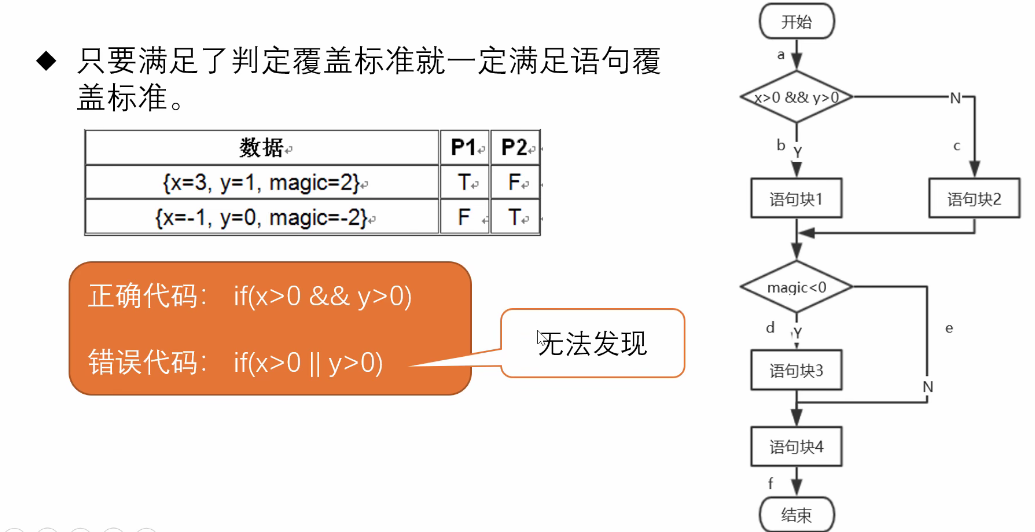 ◆ 只要满足了判定覆盖标准就一定满足语句覆
盖标准。
数据 P1 P2
{x=3, y=1, magic=2} T F
{x=-1, y=0, magic=-2} F T
正确代码： if(x>0 && y>0)
错误代码： if(x>0 || y>0)
无法发现
开始
a
x>0 && y>0
N
b Y
c
语句块1
语句块2
magic<0
d Y
e
语句块3
N
语句块4
f
结束